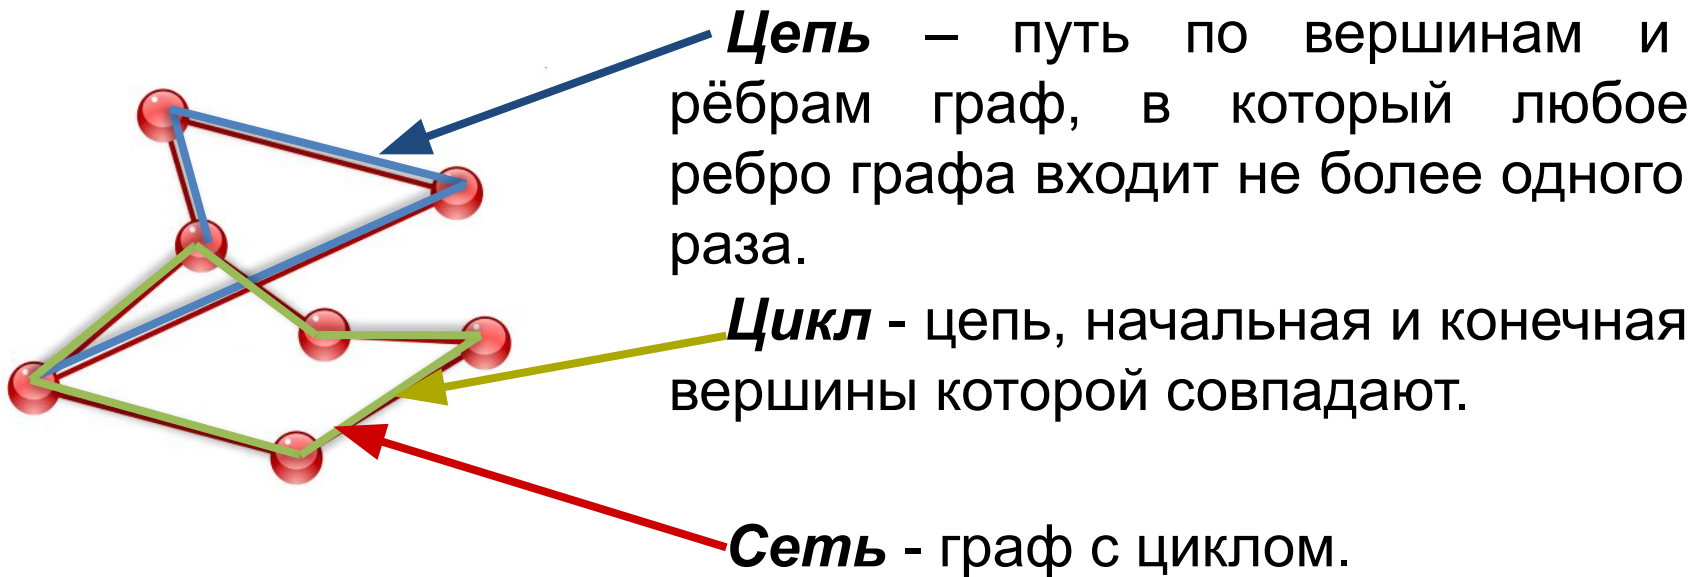 Цепь – путь по вершинам и
рёбрам граф, в который любое
ребро графа входит не более одного
раза.
Цикл - цепь, начальная и конечная
вершины которой совпадают.
Сеть - граф с циклом.